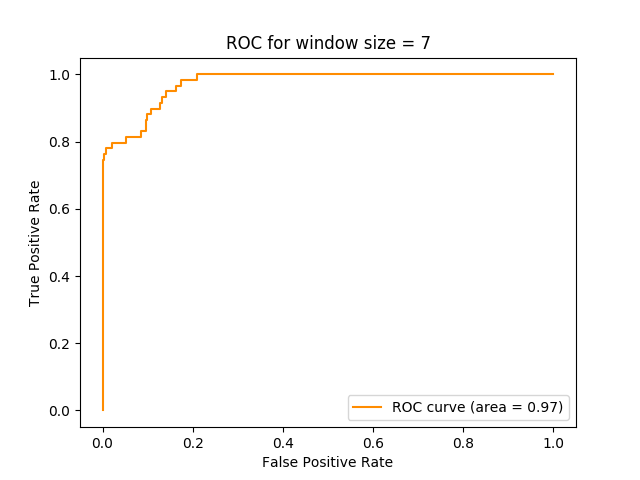 ROC for window size = 7
True Positive Rate
1.0
0.8
0.6
0.4
0.2
0.0
ROC curve (area = 0.97)
0.0 0.2 0.4 0.6 0.8 1.0
False Positive Rate